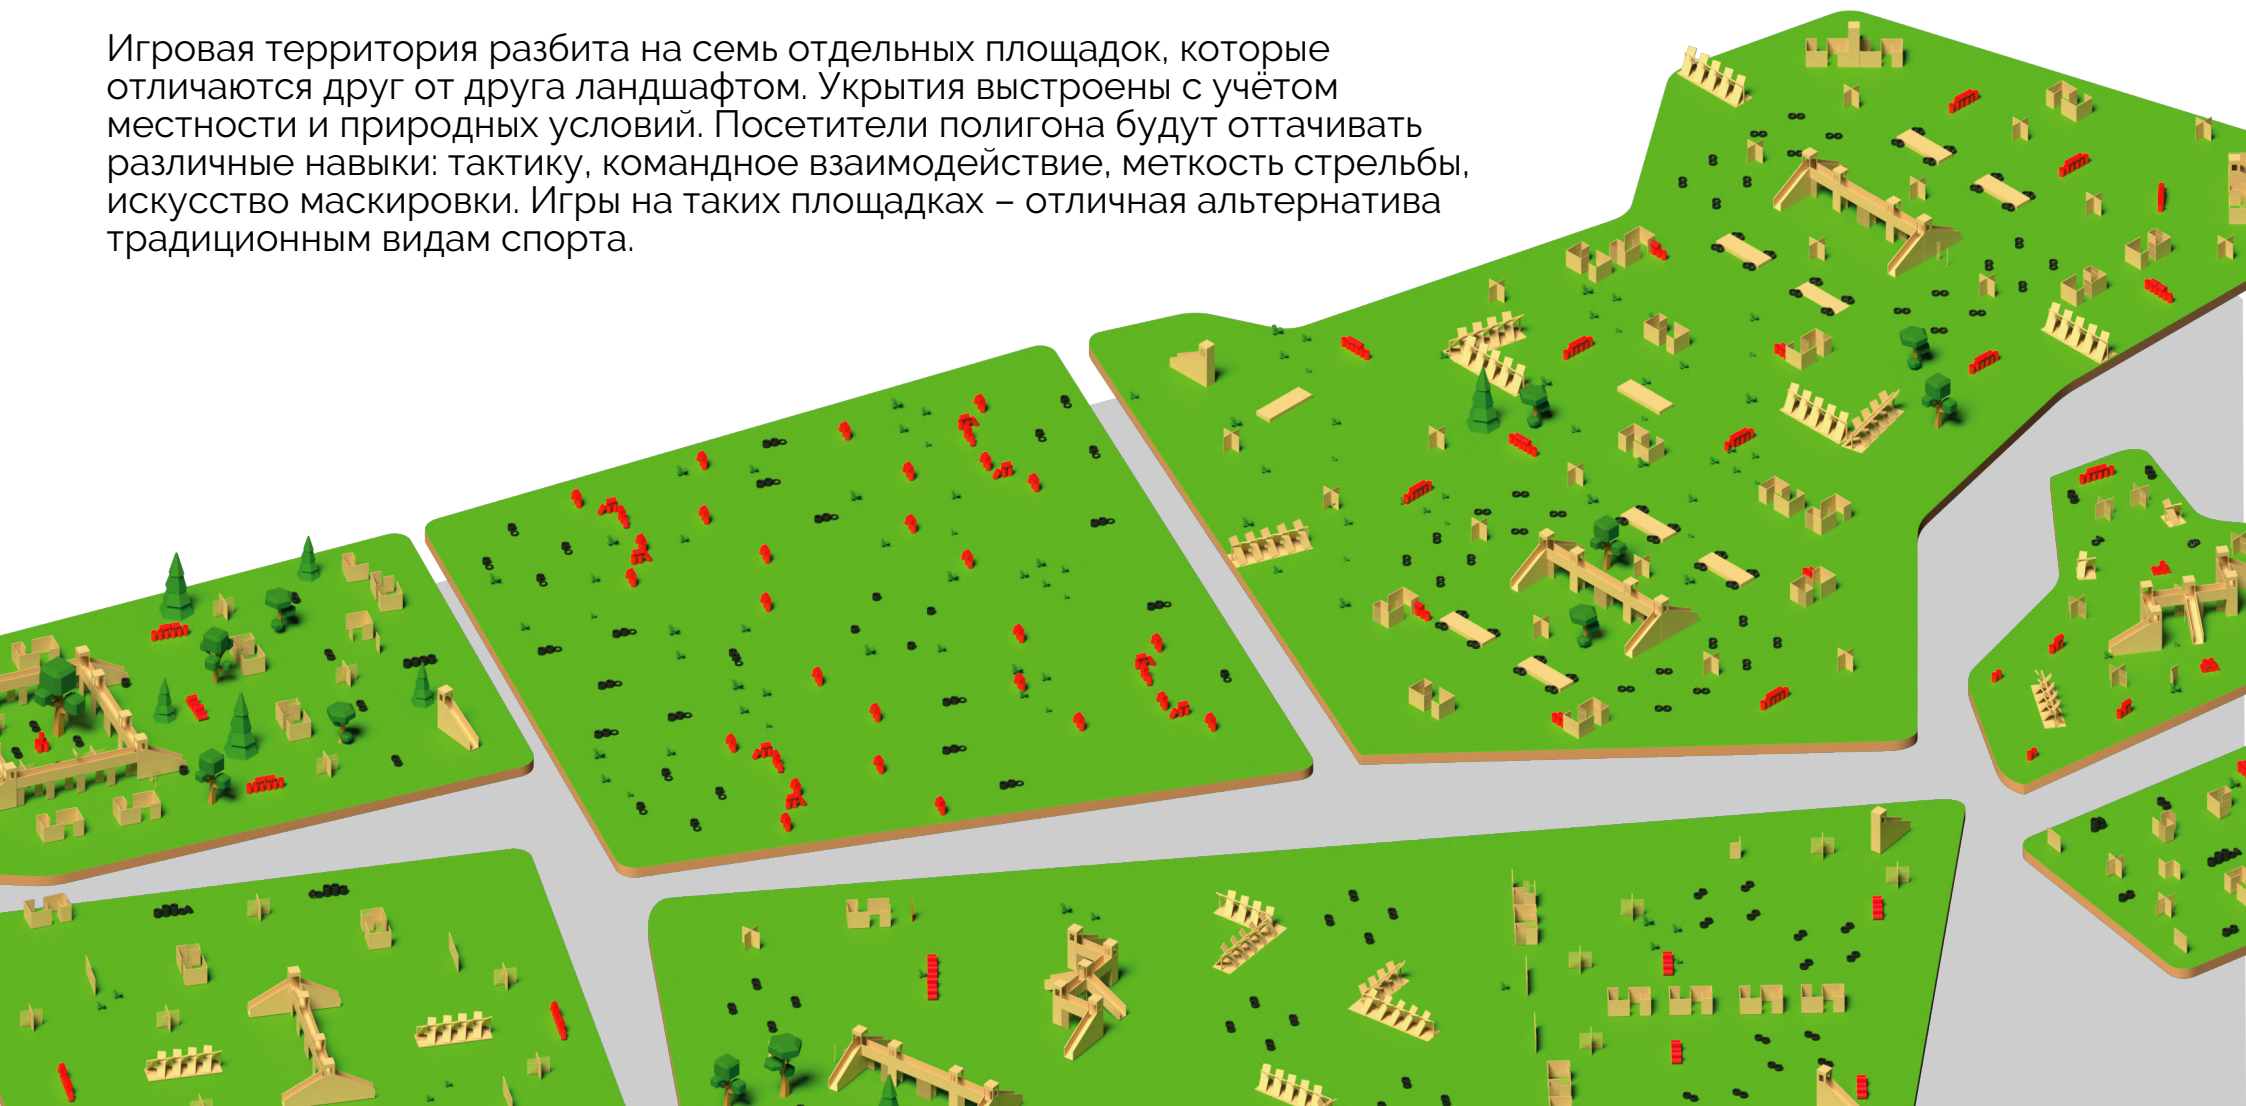 Игровая территория разбита на семь отдельных площадок, которые
отличаются друг от друга ландшафтом. Укрытия выстроены с учётом
местности и природных условий. Посетители полигона будут оттачивать
различные навыки: тактику, командное взаимодействие, меткость стрельбы,
искусство маскировки. Игры на таких площадках – отличная альтернатива
традиционным видам спорта.